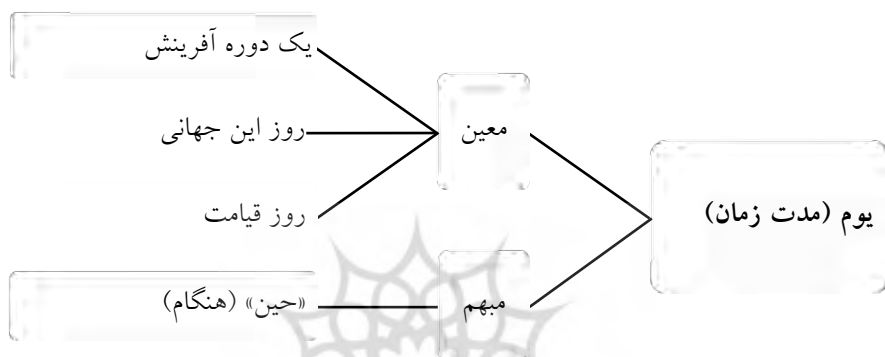 یوم (مدت زمان)
معین
یک دوره آفرینش
روز این جهانی
روز قیامت
مبهم
«حین» (هنگام)